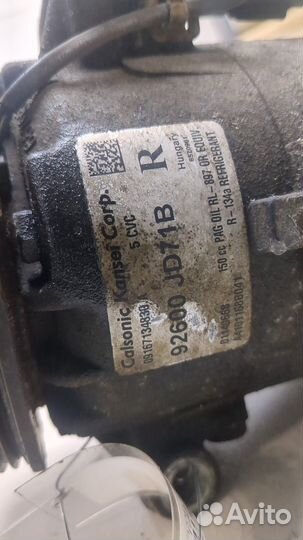 Calsonic Kansei Corp.
5 CVC
R
Hungary
92600 JD71B
150 cc PAG OIL RL-897 OR EQUIV
R-134a REFRIGERANT
Avito